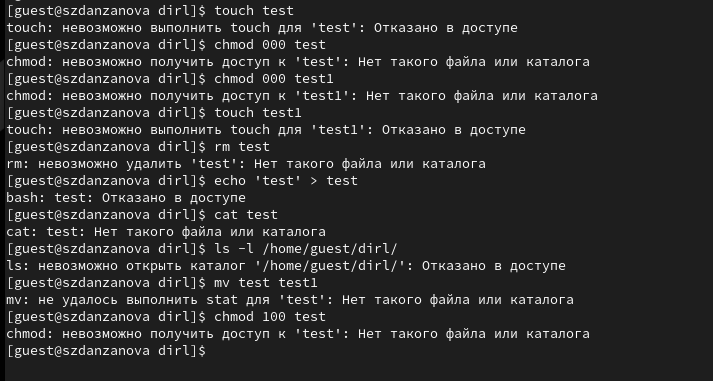 [guest@szdanzanova dirl]$ touch test
touch: невозможно выполнить touch для 'test': Отказано в доступе
[guest@szdanzanova dirl]$ chmod 000 test
chmod: невозможно получить доступ к 'test': Нет такого файла или каталога
[guest@szdanzanova dirl]$ chmod 000 test1
chmod: невозможно получить доступ к 'test1': Нет такого файла или каталога
[guest@szdanzanova dirl]$ touch test1
touch: невозможно выполнить touch для 'test1': Отказано в доступе
[guest@szdanzanova dirl]$ rm test
rm: невозможно удалить 'test': Нет такого файла или каталога
[guest@szdanzanova dirl]$ echo 'test' > test
bash: test: Отказано в доступе
[guest@szdanzanova dirl]$ cat test
cat: test: Нет такого файла или каталога
[guest@szdanzanova dirl]$ ls -l /home/guest/dirl/
ls: невозможно открыть каталог '/home/guest/dirl/': Отказано в доступе
[guest@szdanzanova dirl]$ mv test test1
mv: не удалось выполнить stat для 'test': Нет такого файла или каталога
[guest@szdanzanova dirl]$ chmod 100 test
chmod: невозможно получить доступ к 'test': Нет такого файла или каталога
[guest@szdanzanova dirl]$